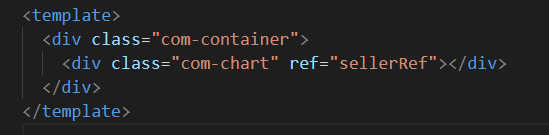 <template>
<div class="com-container">
<div class="com-chart" ref="sellerRef"></div>
</div>
</template>